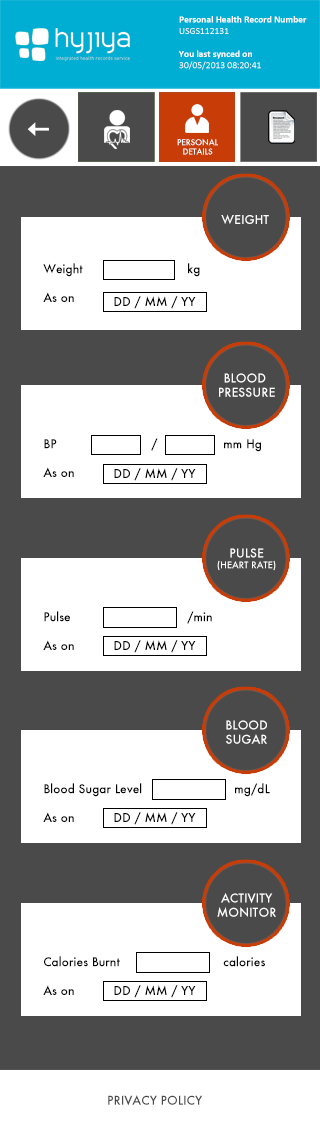 hyjiya
integrated health records service
Personal Health Record Number
USGS112131
You last synced on
30/05/2013 08:20:41
PERSONAL
DETAILS
WEIGHT
Weight kg
As on DD / MM / YY
BLOOD
PRESSURE
BP / mm Hg
As on DD / MM / YY
PULSE
(HEART RATE)
Pulse /min
As on DD / MM / YY
BLOOD
SUGAR
Blood Sugar Level mg/dL
As on DD / MM / YY
ACTIVITY
MONITOR
Calories Burnt calories
As on DD / MM / YY
PRIVACY POLICY